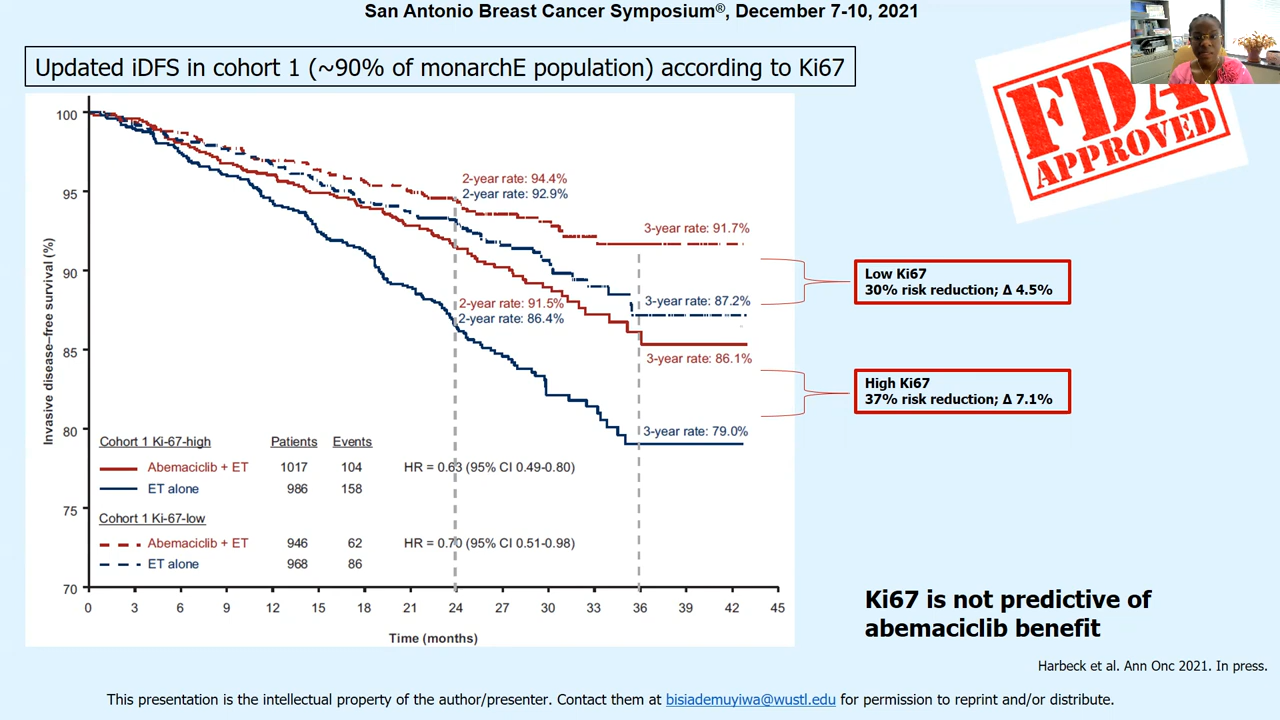 San Antonio Breast Cancer Symposium®, December 7-10, 2021
Updated iDFS in cohort 1 (~90% of monarchE population) according to Ki67
FDA
APPROVED
Invasive disease–free survival (%)
100
95
90
85
80
75
70
2-year rate: 94.4%
2-year rate: 92.9%
3-year rate: 91.7%
3-year rate: 87.2%
2-year rate: 91.5%
2-year rate: 86.4%
3-year rate: 86.1%
3-year rate: 79.0%
Low Ki67
30% risk reduction; Δ 4.5%
High Ki67
37% risk reduction; Δ 7.1%
Cohort 1 Ki-67-high Patients Events
Abemaciclib + ET 1017 104 HR = 0.63 (95% CI 0.49-0.80)
ET alone 986 158
Cohort 1 Ki-67-low
Abemaciclib + ET 946 62 HR = 0.70 (95% CI 0.51-0.98)
ET alone 968 86
0 3 6 9 12 15 18 21 24 27 30 33 36 39 42 45
Time (months)
Ki67 is not predictive of
abemaciclib benefit
Harbeck et al. Ann Onc 2021. In press.
This presentation is the intellectual property of the author/presenter. Contact them at bisiademuyiwa@wustl.edu for permission to reprint and/or distribute.